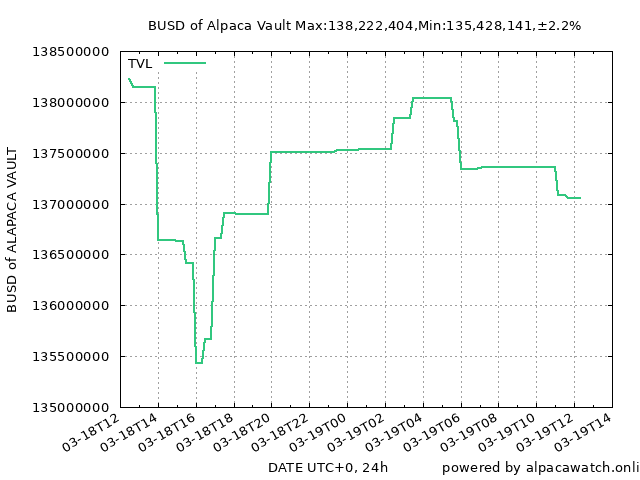 BUSD of Alpaca Vault Max:138,222,404,Min:135,428,141,±2.2%
TVL
BUSD of ALAPACA VAULT
138500000
138000000
137500000
137000000
136500000
136000000
135500000
135000000
03-18T12
03-18T14
03-18T16
03-18T18
03-18T20
03-18T22
03-19T00
03-19T02
03-19T04
03-19T06
03-19T08
03-19T10
03-19T12
03-19T14
DATE UTC+0, 24h
powered by alpacawatch.onli